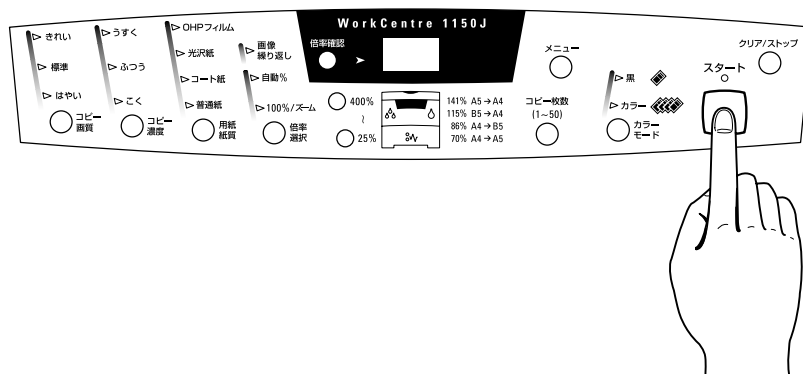 WorkCentre 1150J
きれい
標準
はやい
コピー
画質
うすく
ふつう
こく
コピー
濃度
OHPフィルム
光沢紙
コート紙
普通紙
用紙
紙質
画像
繰り返し
自動%
100%/ズーム
倍率
選択
倍率確認
400%
~
25%
141% A5→A4
115% B5→A4
86% A4→B5
70% A4→A5
メニュー
コピー枚数
(1~50)
黒
カラー
カラー
モード
スタート
クリア/ストップ